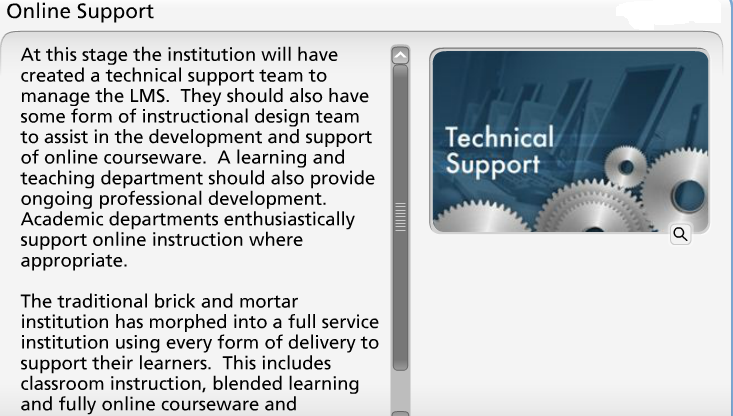 Online Support
At this stage the institution will have
created a technical support team to
manage the LMS.  They should also have
some form of instructional design team
to assist in the development and support
of online courseware.  A learning and
teaching department should also provide
ongoing professional development.
Academic departments enthusiastically
support online instruction where
appropriate.
The traditional brick and mortar
institution has morphed into a full service
institution using every form of delivery to
support their learners.  This includes
classroom instruction, blended learning
and fully online courseware and
Technical
Support